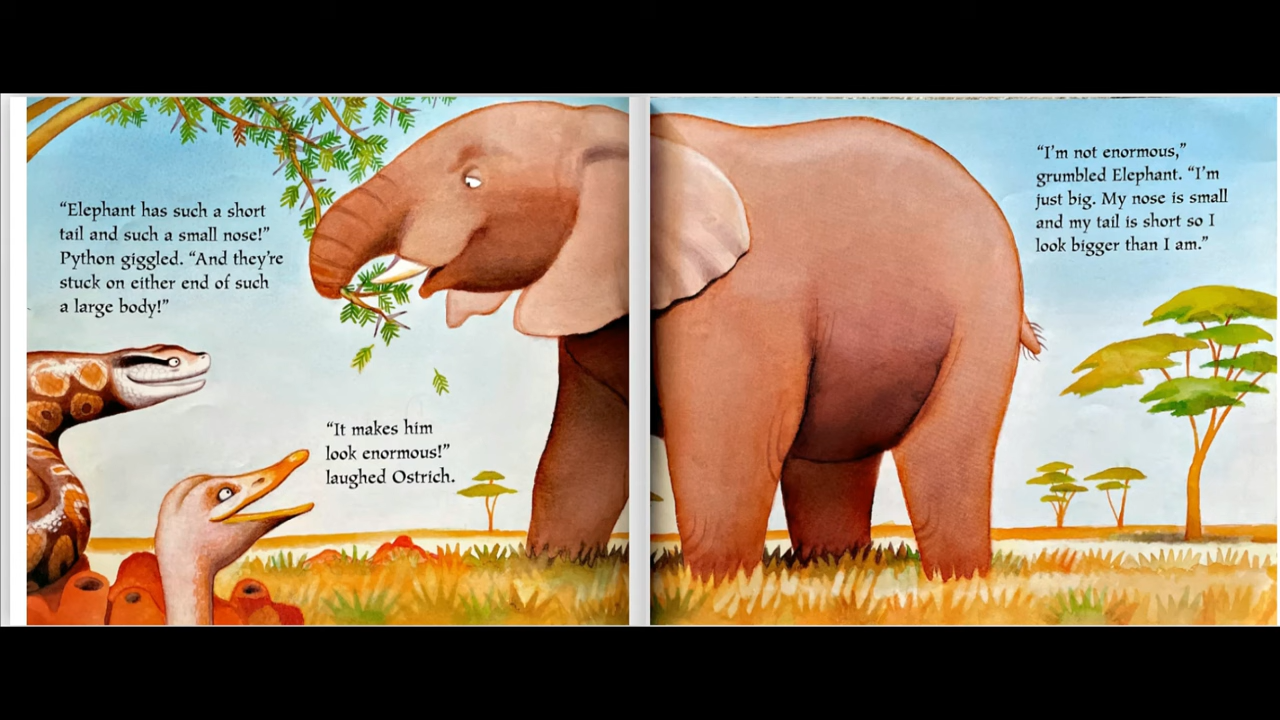 “Elephant has such a short
tail and such a small nose!”
Python giggled. “And they’re
stuck on either end of such
a large body!”
“It makes him
look enormous!”
laughed Ostrich.
“I’m not enormous,”
grumbled Elephant. “I’m
just big. My nose is small
and my tail is short so I
look bigger than I am.”